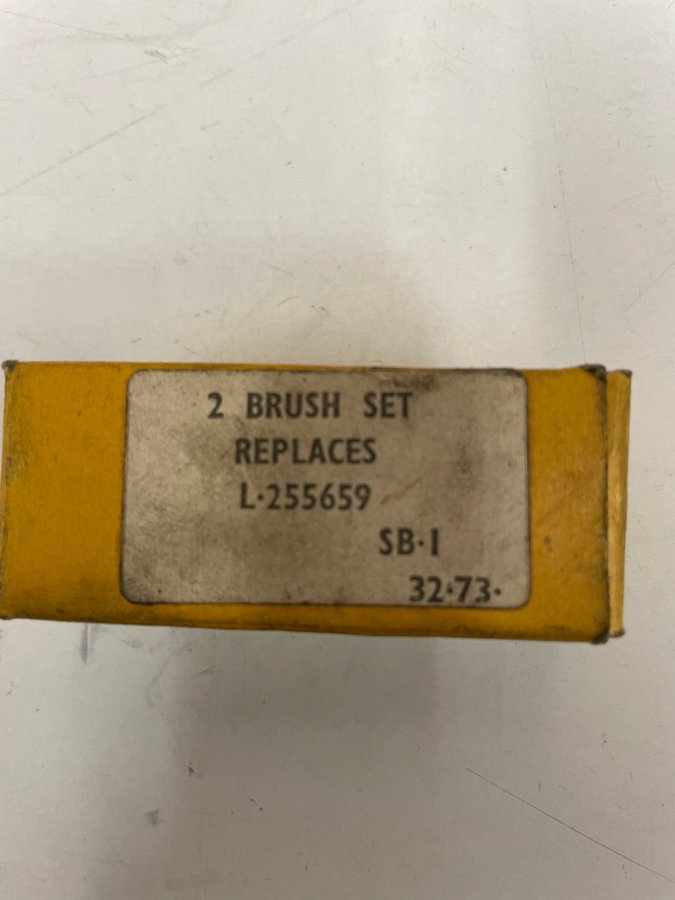 2 BRUSH SET
REPLACES
L·255659
SB·1
32·73·